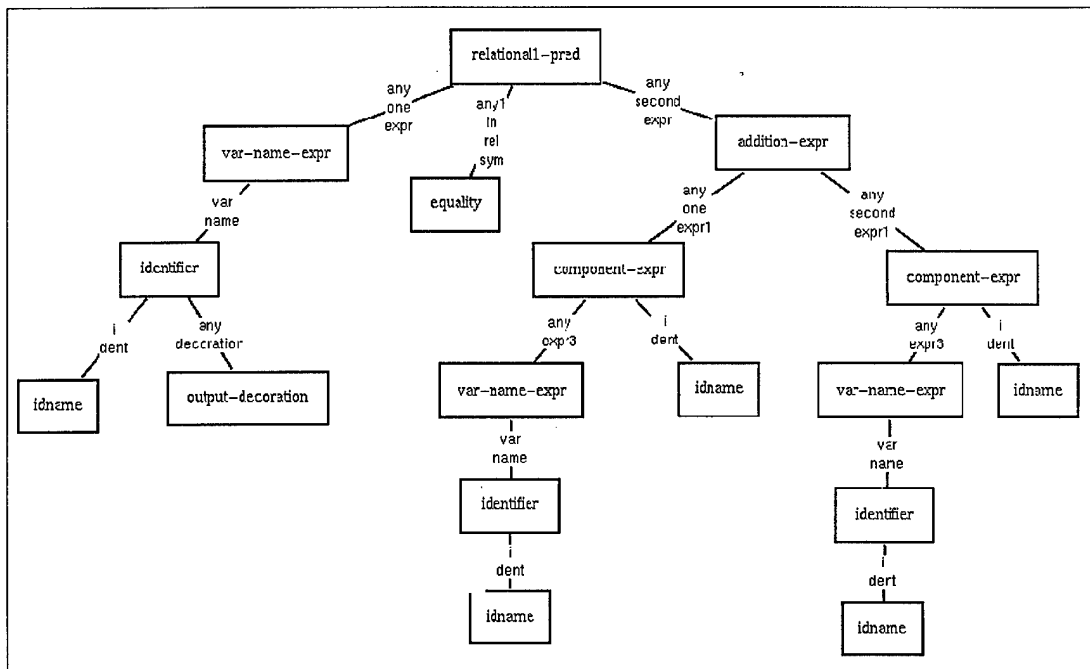 relational1-pred
any
one
expr
any1
in
rel
sym
any
second
expr
var-name-expr
equality
addition-expr
var
name
any
one
expr1
any
second
expr1
identifier
component-expr
component-expr
i
dent
any
deccration
any
oxpr3
i
dent
any
expr3
i
dent
idname
output-decoration
var-name-expr
idname
var-name-expr
idname
var
name
var
name
identifier
identifier
i
dent
i
dert
idname
idname